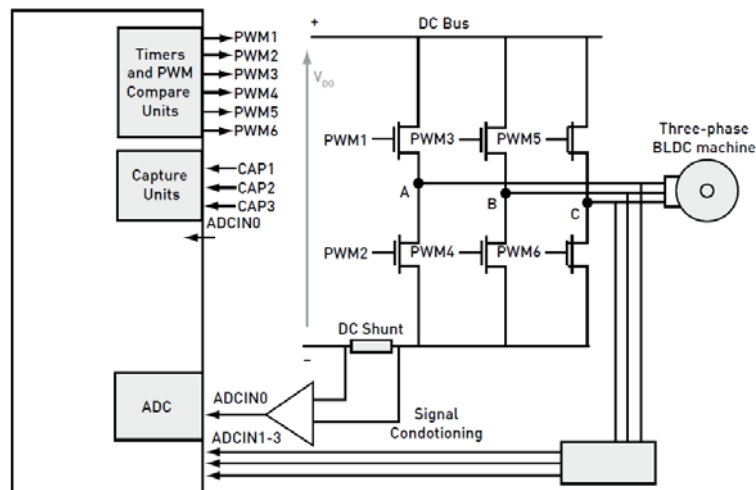 Timers
and PWM
Compare
Units
PWM1
PWM2
PWM3
PWM4
PWM5
PWM6
Capture
Units
CAP1
CAP2
CAP3
ADCIN0
ADC
ADCIN0
ADCIN1-3
+
DC Bus
V_DO
PWM1
PWM3
PWM5
A
B
C
PWM2
PWM4
PWM6
DC Shunt
–
Signal
Condotioning
Three-phase
BLDC machine